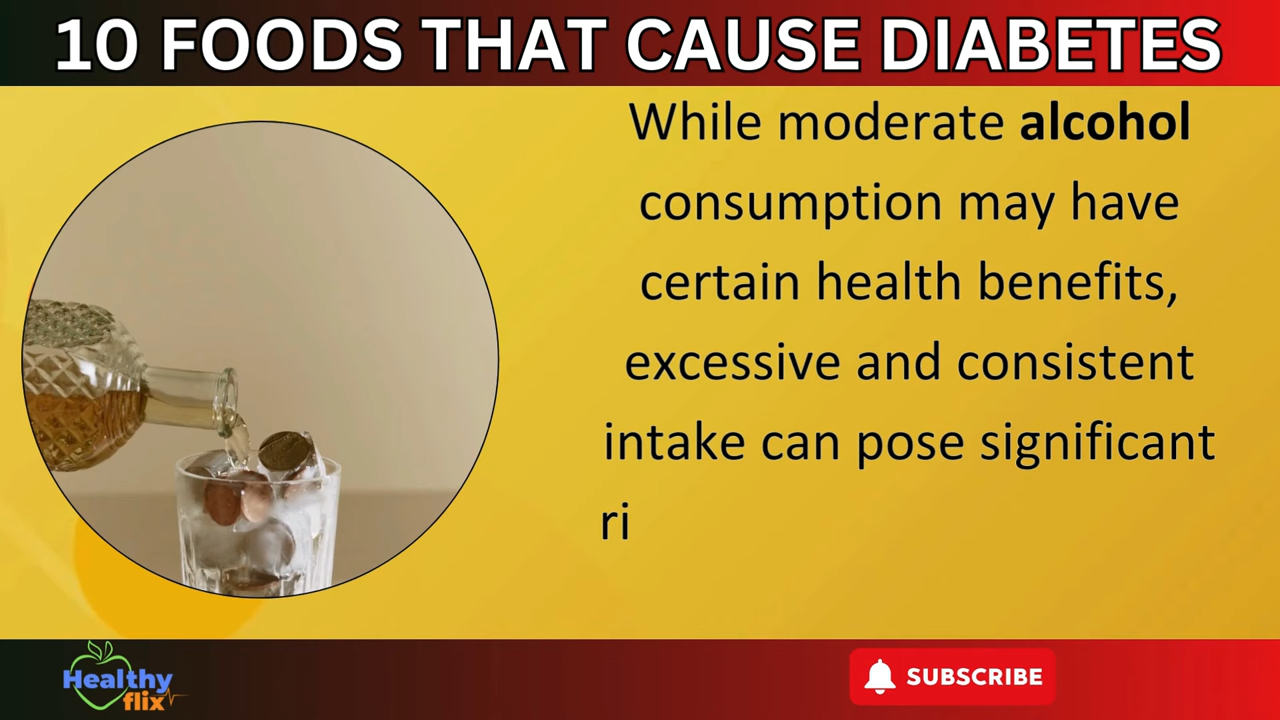 10 FOODS THAT CAUSE DIABETES
While moderate alcohol
consumption may have
certain health benefits,
excessive and consistent
intake can pose significant
ri
Healthy
flix
SUBSCRIBE